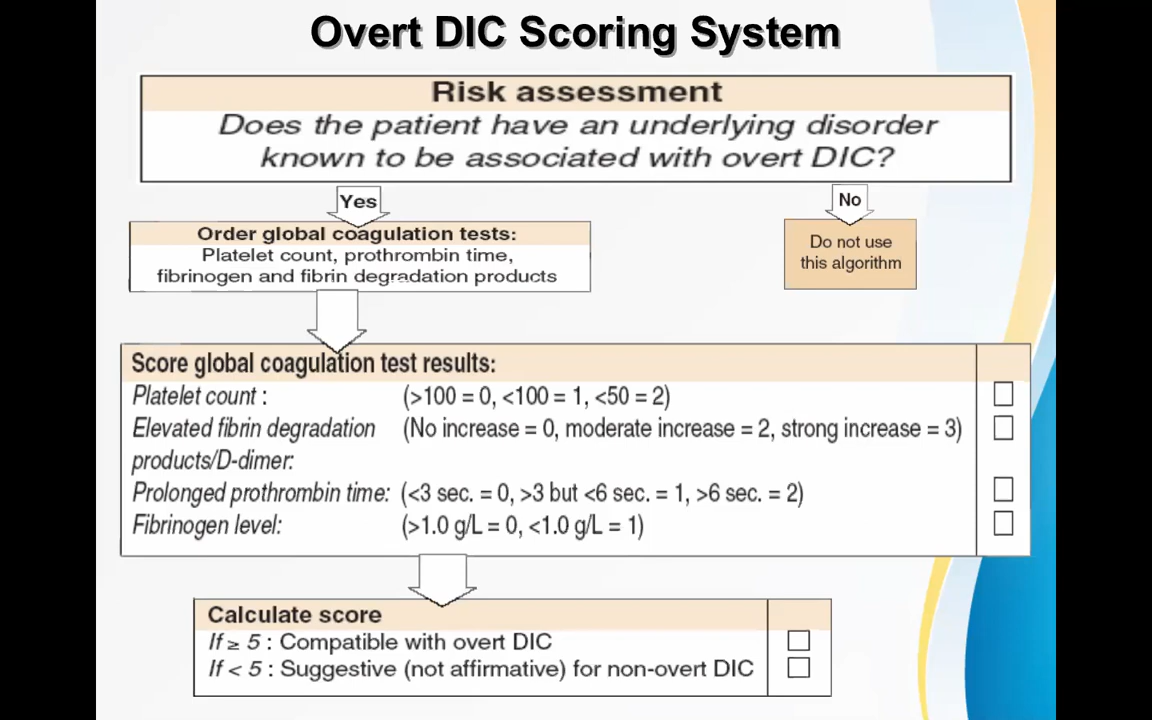 Overt DIC Scoring System
Risk assessment
Does the patient have an underlying disorder
known to be associated with overt DIC?
Yes
No
Order global coagulation tests:
Platelet count, prothrombin time,
fibrinogen and fibrin degradation products
Do not use
this algorithm
Score global coagulation test results:
Platelet count : (>100 = 0, <100 = 1, <50 = 2)
Elevated fibrin degradation (No increase = 0, moderate increase = 2, strong increase = 3)
products/D-dimer:
Prolonged prothrombin time: (<3 sec. = 0, >3 but <6 sec. = 1, >6 sec. = 2)
Fibrinogen level: (>1.0 g/L = 0, <1.0 g/L = 1)
Calculate score
If ≥ 5 : Compatible with overt DIC
If < 5 : Suggestive (not affirmative) for non-overt DIC